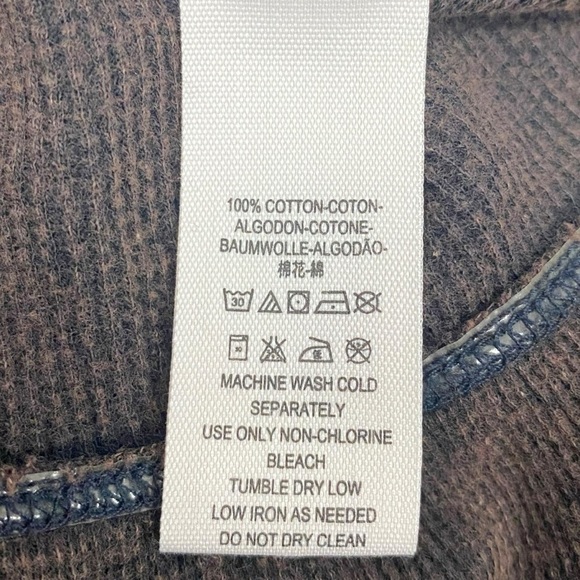 100% COTTON-COTON-
ALGODON-COTONE-
BAUMWOLLE-ALGODÃO-
棉花-綿
30
MACHINE WASH COLD
SEPARATELY
USE ONLY NON-CHLORINE
BLEACH
TUMBLE DRY LOW
LOW IRON AS NEEDED
DO NOT DRY CLEAN